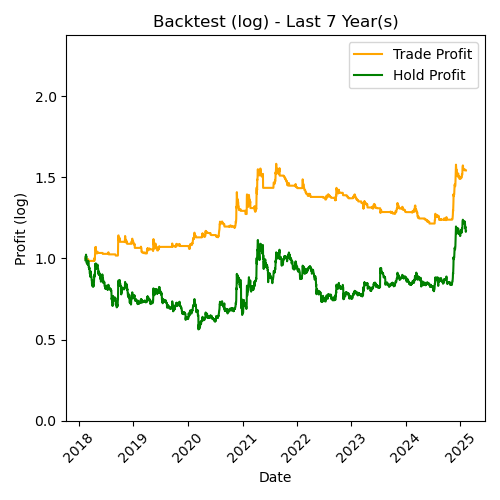 Backtest (log) - Last 7 Year(s)
Trade Profit
Hold Profit
Profit (log)
2.0
1.5
1.0
0.5
0.0
2018 2019 2020 2021 2022 2023 2024 2025
Date